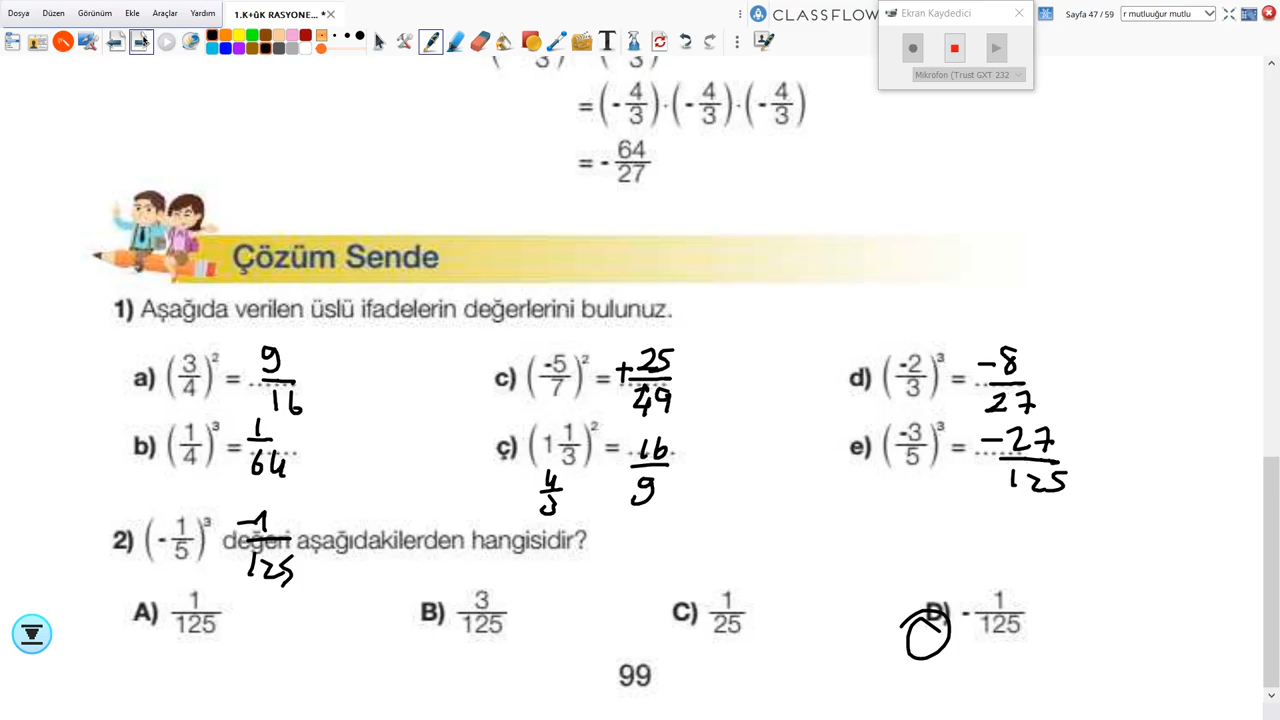 Dosya Düzen Görünüm Ekle Araçlar Yardım 1.K+ûK RASYONE... * CLASSFLOW Ekran Kaydedici Sayfa 47 / 59 r mutluuğur mutlu
Mikrofon (Trust GXT 232
= (-4/3)·(-4/3)·(-4/3)
= - 64/27
Çözüm Sende
1) Aşağıda verilen üslü ifadelerin değerlerini bulunuz.
a) (3/4)² = 9/16 c) (-5/7)² = +25/49 d) (-2/3)³ = -8/27
b) (1/4)³ = 1/64 ç) (1 1/3)² = 16/9 e) (-3/5)³ = -27/125
4/3
2) (-1/5)³ değeri aşağıdakilerden hangisidir?
-1/125
A) 1/125 B) 3/125 C) 1/25 D) - 1/125
99